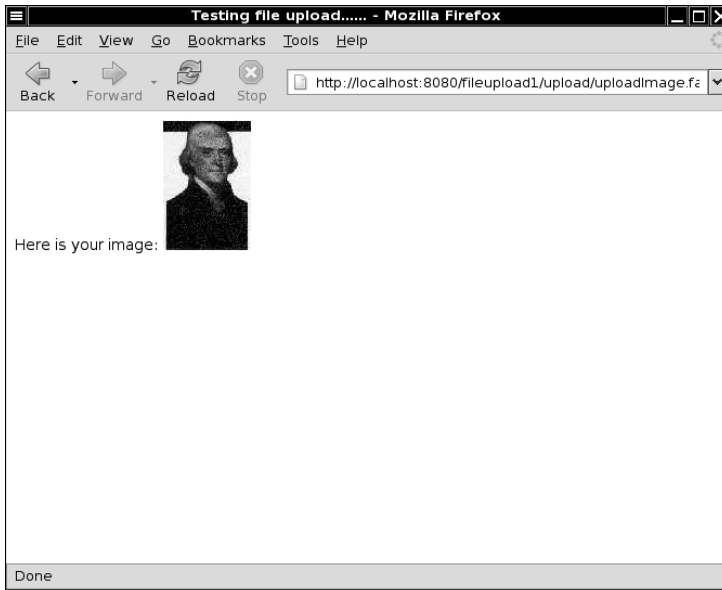 Testing file upload...... - Mozilla Firefox
File Edit View Go Bookmarks Tools Help
Back Forward Reload Stop http://localhost:8080/fileupload1/upload/uploadImage.fa
Here is your image:
Done